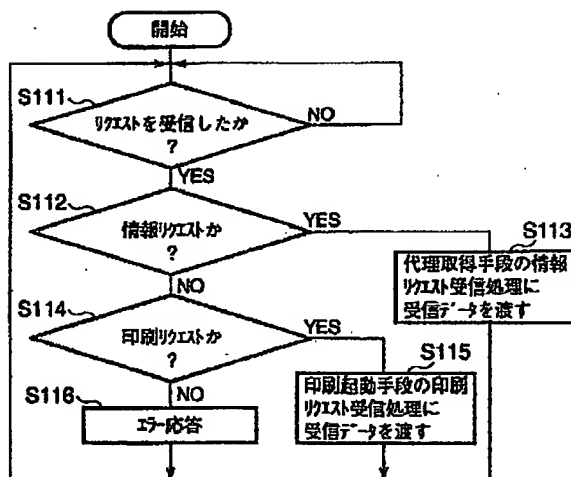 開始
S111
リクエストを受信したか
?
NO
YES
S112
情報リクエストか
?
YES
NO
S113
代理取得手段の情報
リクエスト受信処理に
受信データを渡す
S114
印刷リクエストか
?
YES
NO
S115
印刷起動手段の印刷
リクエスト受信処理に
受信データを渡す
S116
エラー応答